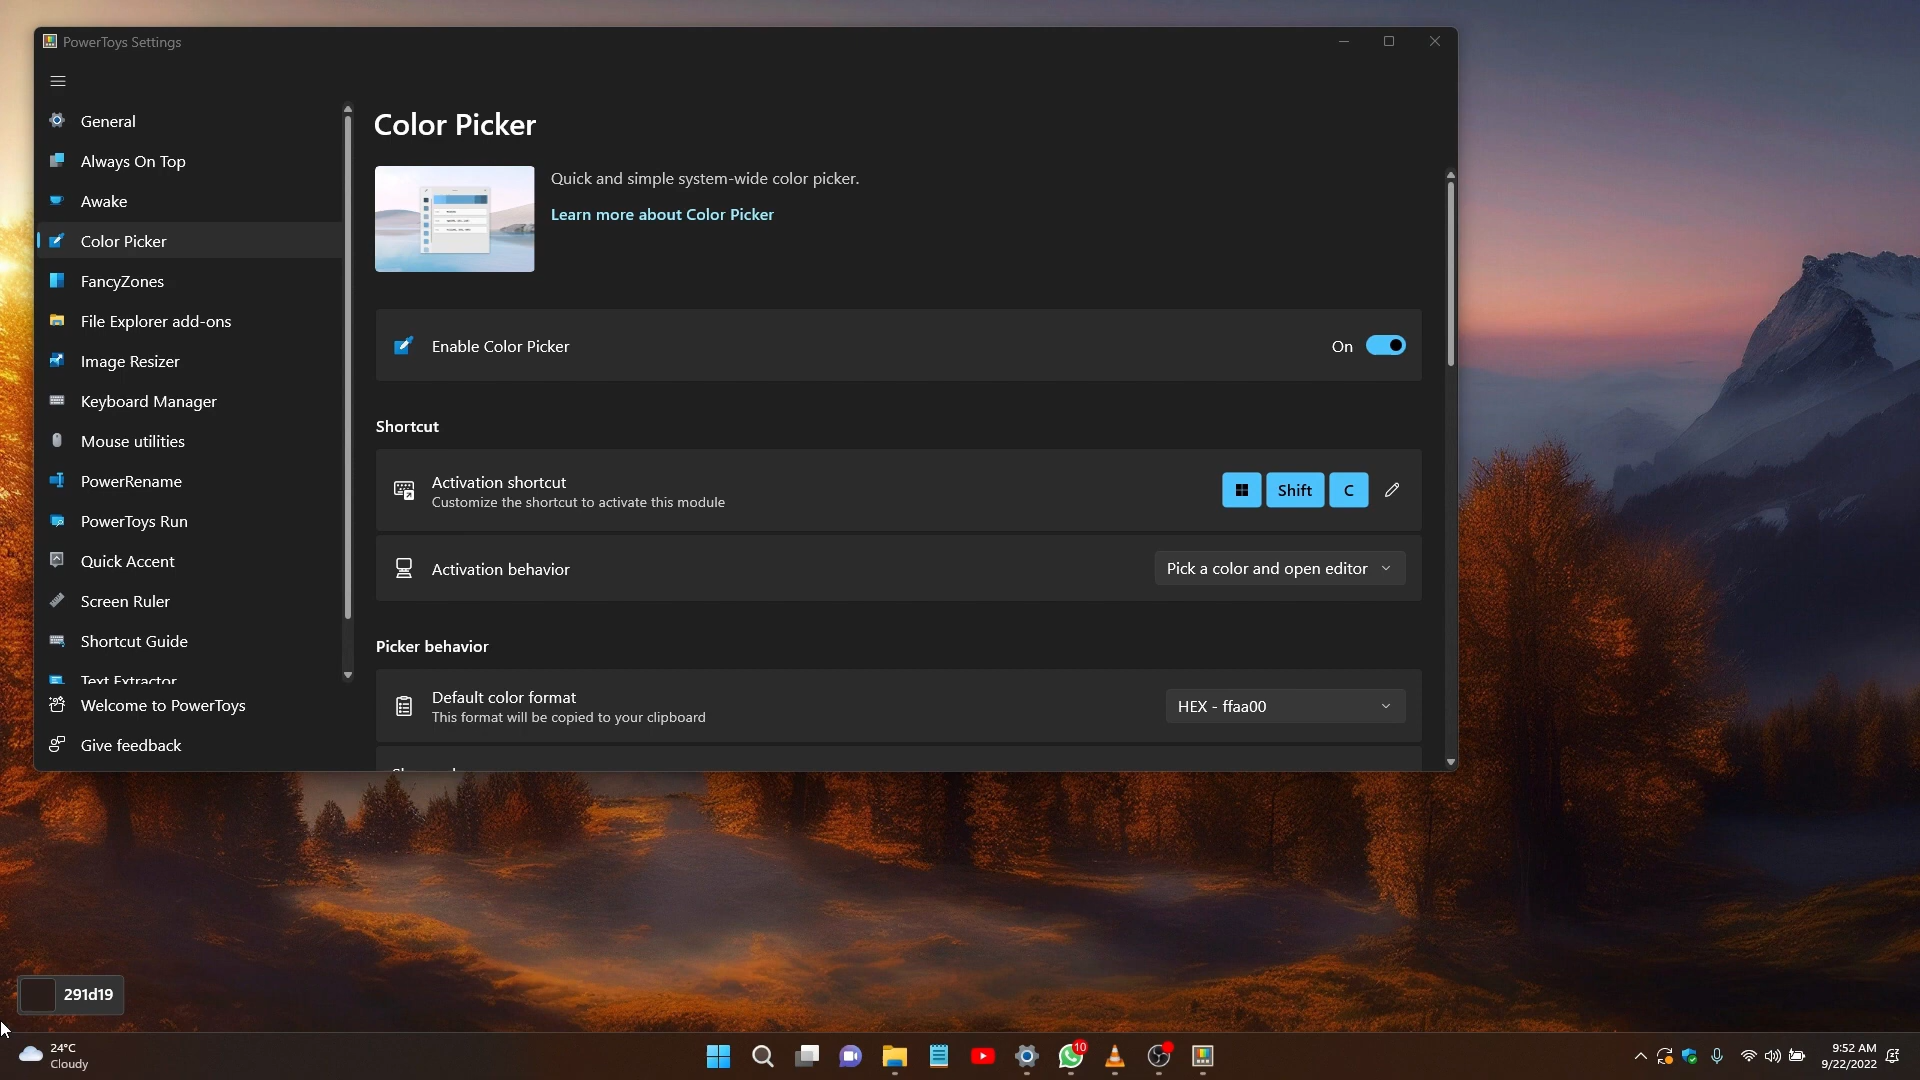 PowerToys Settings
General
Always On Top
Awake
Color Picker
FancyZones
File Explorer add-ons
Image Resizer
Keyboard Manager
Mouse utilities
PowerRename
PowerToys Run
Quick Accent
Screen Ruler
Shortcut Guide
Text Extractor
Welcome to PowerToys
Give feedback
Color Picker
Quick and simple system-wide color picker.
Learn more about Color Picker
Enable Color Picker
On
Shortcut
Activation shortcut
Customize the shortcut to activate this module
Shift C
Activation behavior
Pick a color and open editor
Picker behavior
Default color format
This format will be copied to your clipboard
HEX - ffaa00
291d19
24°C
Cloudy
10
9:52 AM
9/22/2022